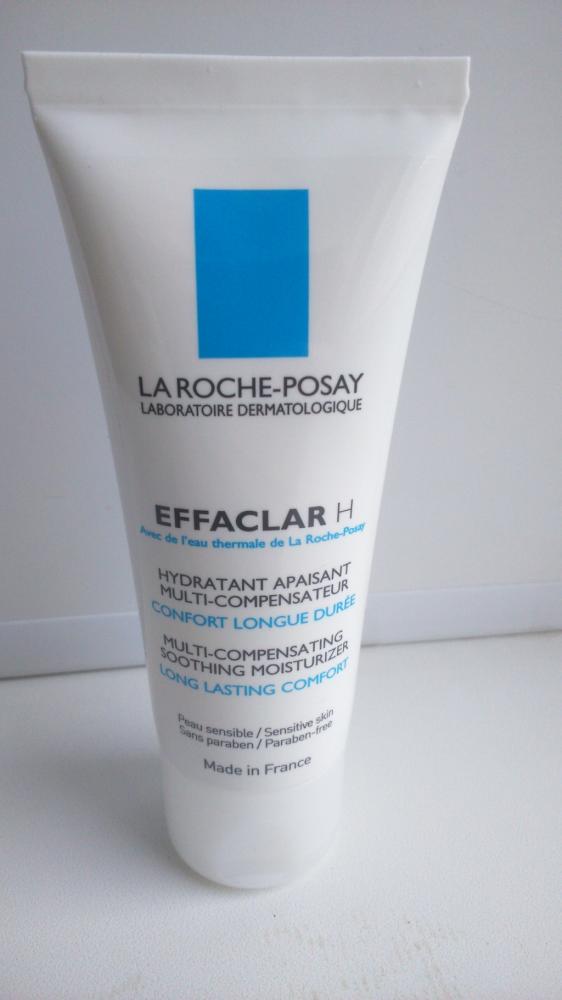 LA ROCHE-POSAY
LABORATOIRE DERMATOLOGIQUE
EFFACLAR H
Avec de l'eau thermale de La Roche-Posay
HYDRATANT APAISANT
MULTI-COMPENSATEUR
CONFORT LONGUE DURÉE
MULTI-COMPENSATING
SOOTHING MOISTURIZER
LONG LASTING COMFORT
Peau sensible / Sensitive skin
Sans paraben / Paraben-free
Made in France